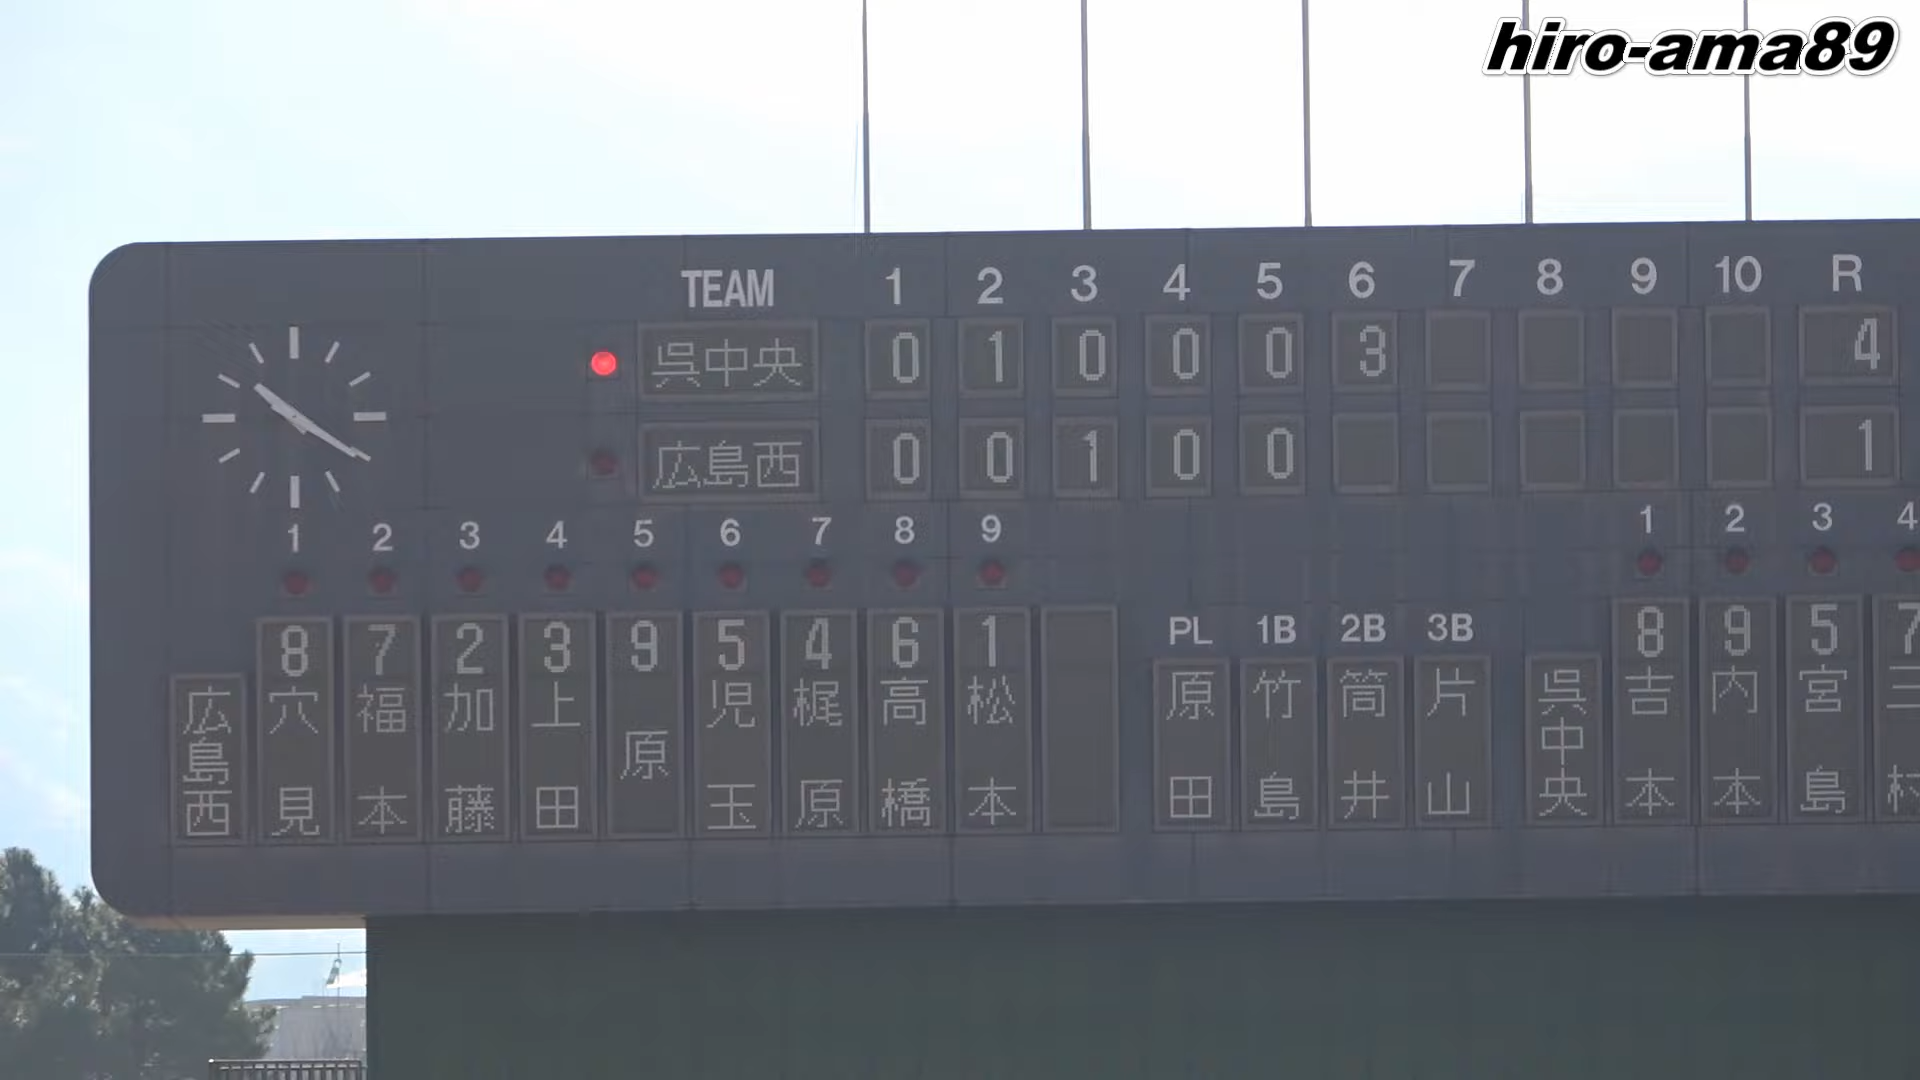 hiro-ama89
TEAM 1 2 3 4 5 6 7 8 9 10 R
呉中央 0 1 0 0 0 3 4
広島西 0 0 1 0 0 1
1 2 3 4 5 6 7 8 9
広島西
8 穴見
7 福本
2 加藤
3 上田
9 原
5 児玉
4 梶原
6 高橋
1 松本
PL 1B 2B 3B
原田
竹島
筒井
片山
1 2 3 4
呉中央
8 吉本
9 内本
5 宮島
7 三村